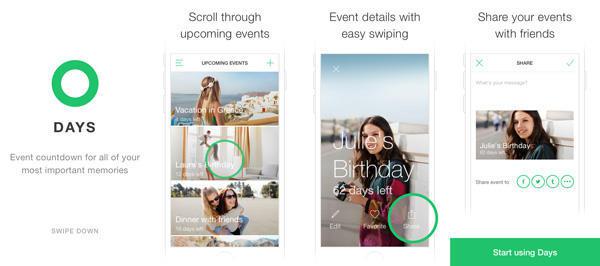 DAYS
Event countdown for all of your
most important memories
SWIPE DOWN
Scroll through
upcoming events
UPCOMING EVENTS
Vacation in Greece
4 days left
Laura's Birthday
12 days left
Dinner with friends
16 days left
Event details with
easy swiping
Julie's
Birthday
62 days left
Edit
Favorite
Share
Share your events
with friends
SHARE
What's your message?
Julie's Birthday
62 days left
Share event to
Start using Days